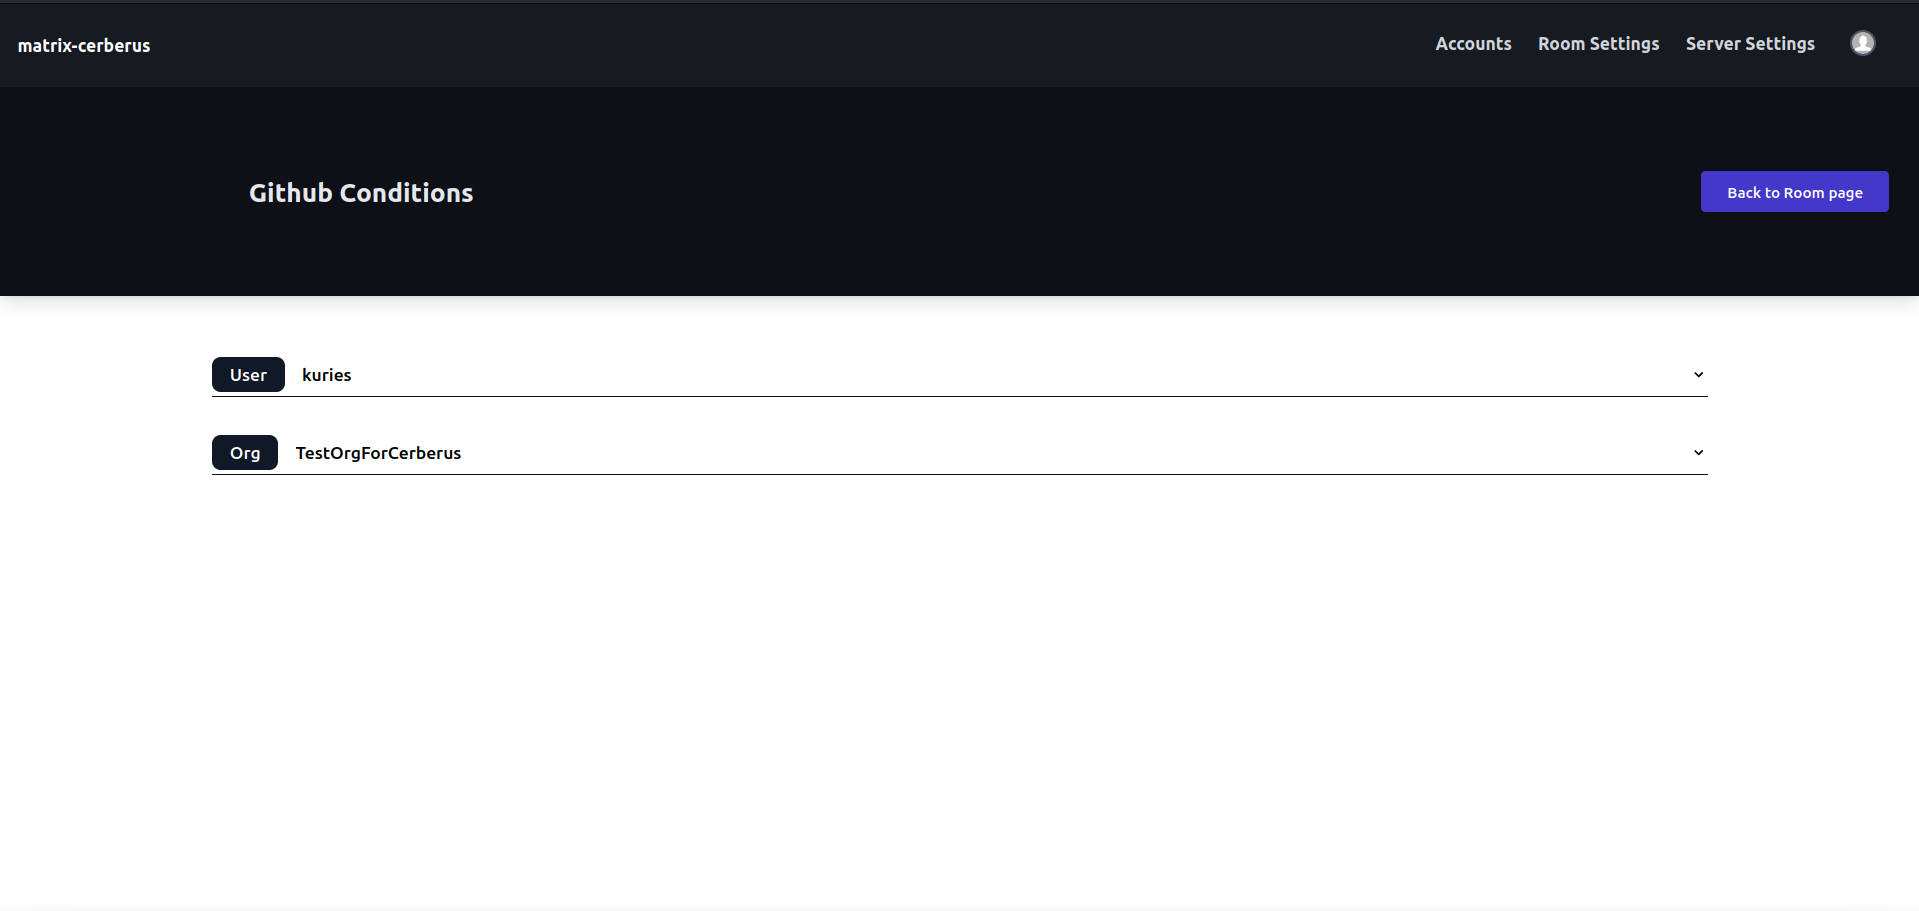 matrix-cerberus
Accounts Room Settings Server Settings
Github Conditions
Back to Room page
User kuries
Org TestOrgForCerberus